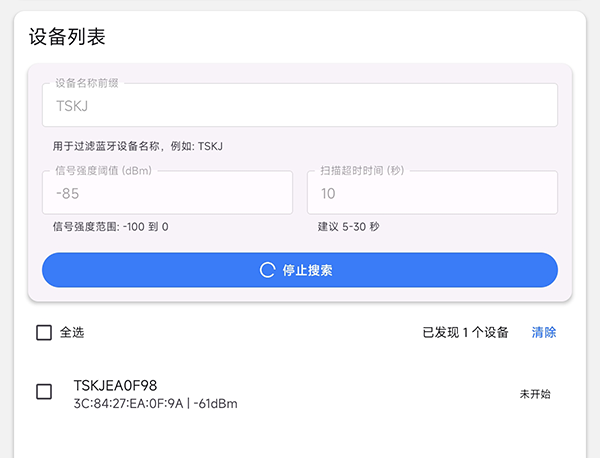 设备列表
设备名称前缀
TSKJ
用于过滤蓝牙设备名称，例如: TSKJ
信号强度阈值 (dBm)
扫描超时时间 (秒)
-85
10
信号强度范围: -100 到 0
建议 5-30 秒
停止搜索
全选
已发现 1 个设备
清除
TSKJEA0F98
3C:84:27:EA:0F:9A | -61dBm
未开始